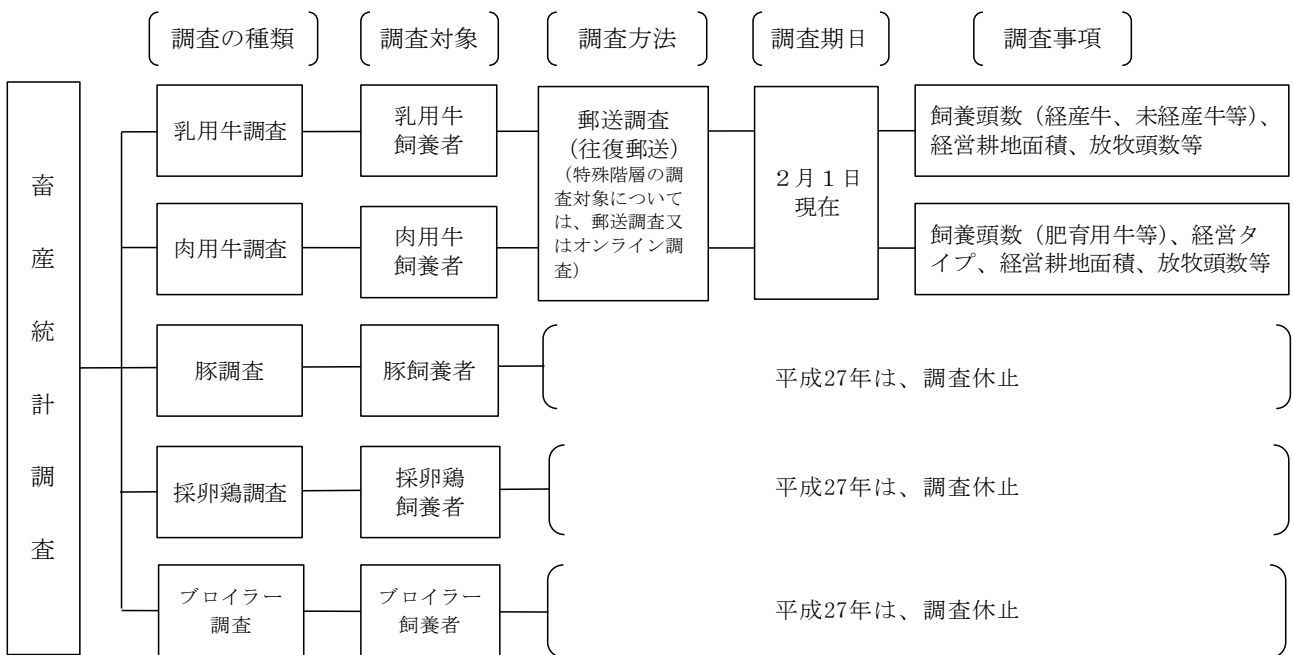 調査の種類 調査対象 調査方法 調査期日 調査事項
畜産統計調査
乳用牛調査
乳用牛
飼養者
郵送調査
(往復郵送)
(特殊階層の調
査対象について
は、郵送調査又
はオンライン調
査)
2月1日
現在
飼養頭数(経産牛、未経産牛等)、
経営耕地面積、放牧頭数等
肉用牛調査
肉用牛
飼養者
飼養頭数(肥育用牛等)、経営タ
イプ、経営耕地面積、放牧頭数等
豚調査
豚飼養者
平成27年は、調査休止
採卵鶏調査
採卵鶏
飼養者
平成27年は、調査休止
ブロイラー
調査
ブロイラー
飼養者
平成27年は、調査休止